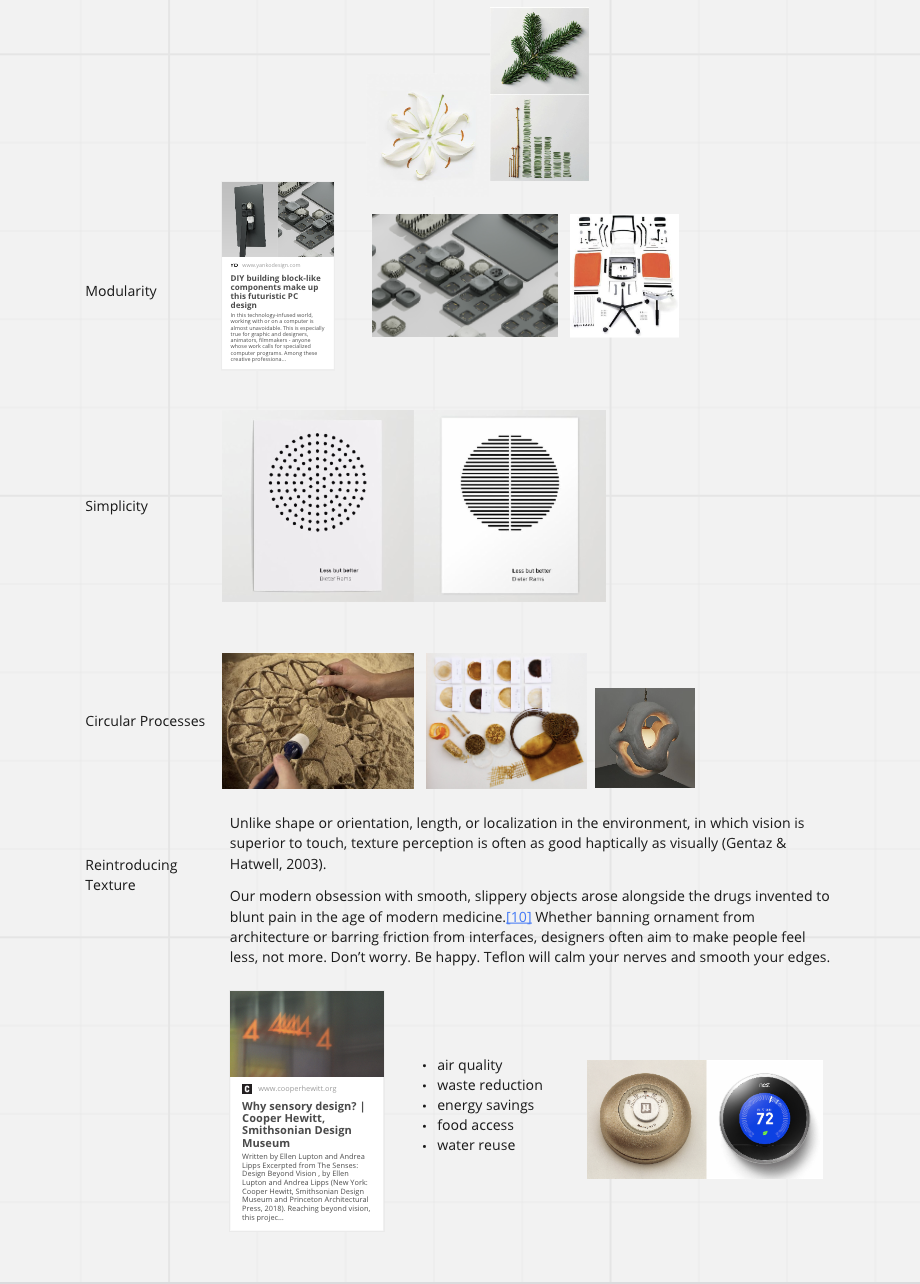 Modularity
www.yankodesign.com
DIY building block-like
components make up
this futuristic PC
design
In this technology-infused world,
working with or on a computer is
almost unavoidable. This is especially
true for graphic and designers,
animators, filmmakers - anyone
whose work calls for specialized
computer programs. Among these
creative professiona...
Simplicity
Less but better
Dieter Rams
Less but better
Dieter Rams
Circular Processes
Reintroducing
Texture
Unlike shape or orientation, length, or localization in the environment, in which vision is
superior to touch, texture perception is often as good haptically as visually (Gentaz &
Hatwell, 2003).
Our modern obsession with smooth, slippery objects arose alongside the drugs invented to
blunt pain in the age of modern medicine.[10] Whether banning ornament from
architecture or barring friction from interfaces, designers often aim to make people feel
less, not more. Don’t worry. Be happy. Teflon will calm your nerves and smooth your edges.
4
4
C www.cooperhewitt.org
Why sensory design? |
Cooper Hewitt,
Smithsonian Design
Museum
Written by Ellen Lupton and Andrea
Lipps Excerpted from The Senses:
Design Beyond Vision , by Ellen
Lupton and Andrea Lipps (New York:
Cooper Hewitt, Smithsonian Design
Museum and Princeton Architectural
Press, 2018). Reaching beyond vision,
this projec...
• air quality
• waste reduction
• energy savings
• food access
• water reuse
nest
72